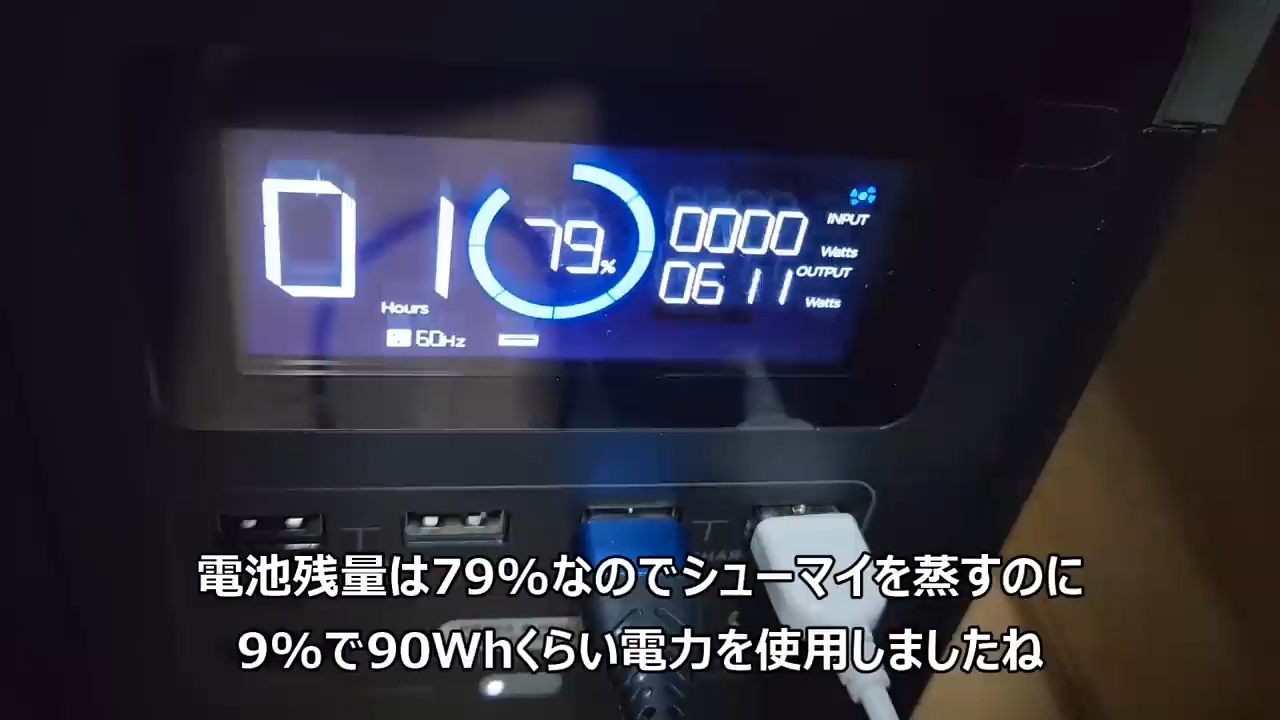 01
Hours
60Hz
79%
0000
INPUT
Watts
0611
OUTPUT
Watts
電池残量は79%なのでシューマイを蒸すのに
9%で90Whくらい電力を使用しましたね